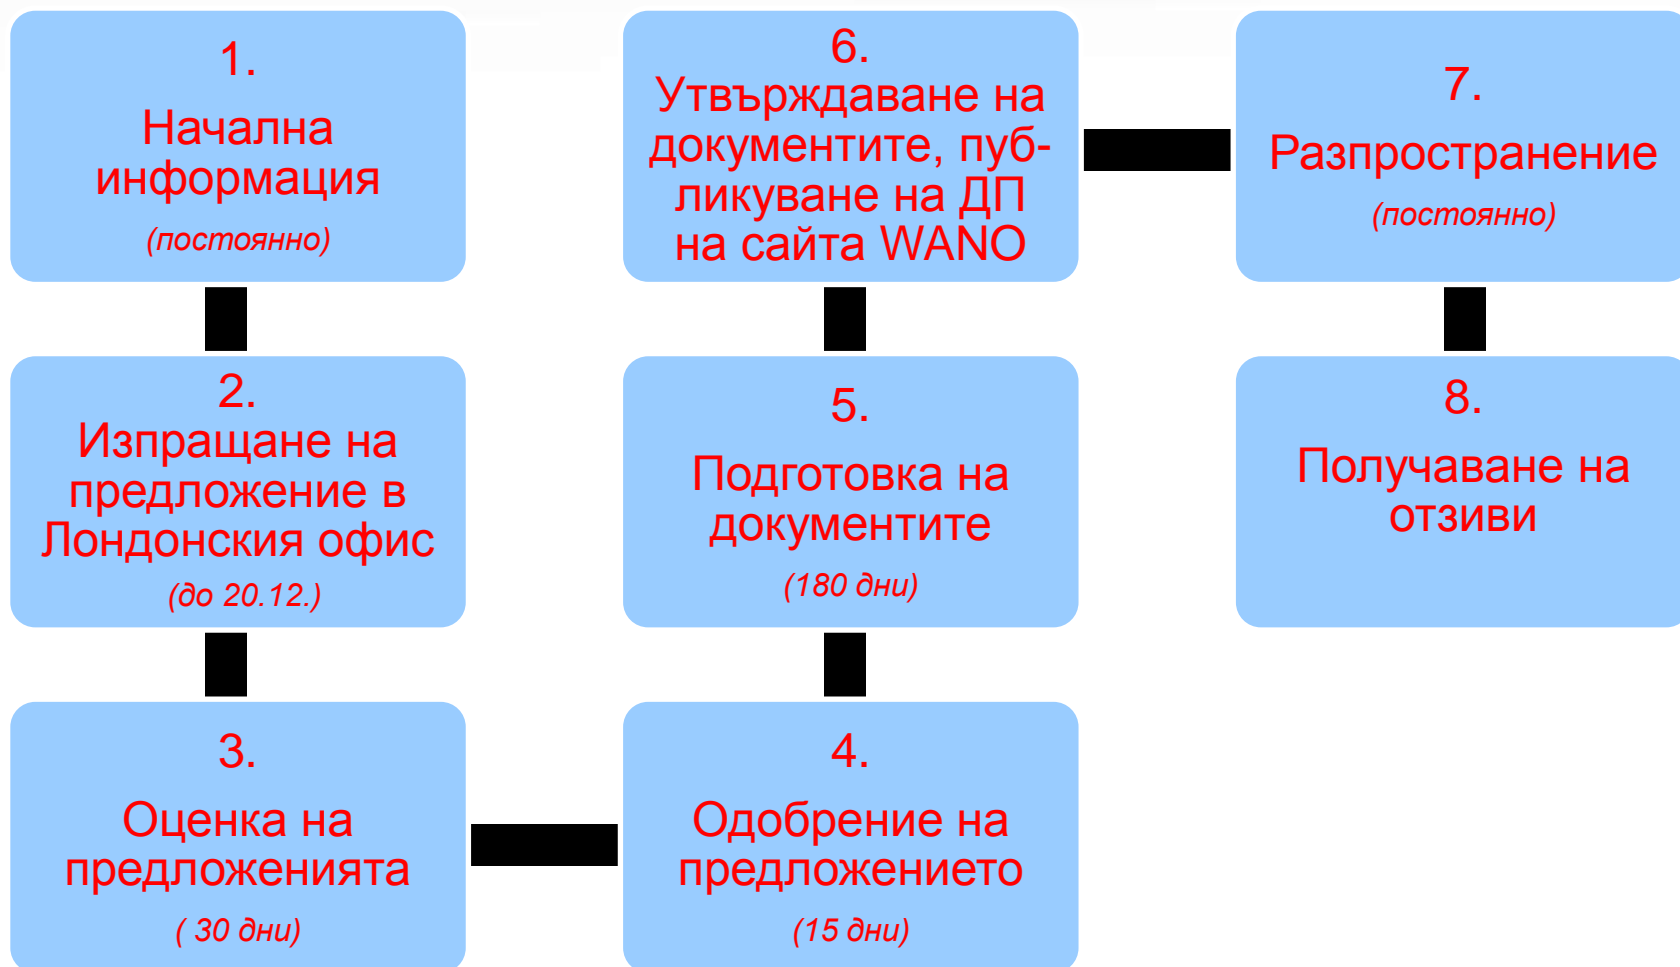 1.
Начална
информация
(постоянно)
2.
Изпращане на
предложение в
Лондонския офис
(до 20.12.)
3.
Оценка на
предложенията
( 30 дни)
4.
Одобрение на
предложението
(15 дни)
5.
Подготовка на
документите
(180 дни)
6.
Утвърждаване на
документите, пуб-
ликуване на ДП
на сайта WANO
7.
Разпространение
(постоянно)
8.
Получаване на
отзиви